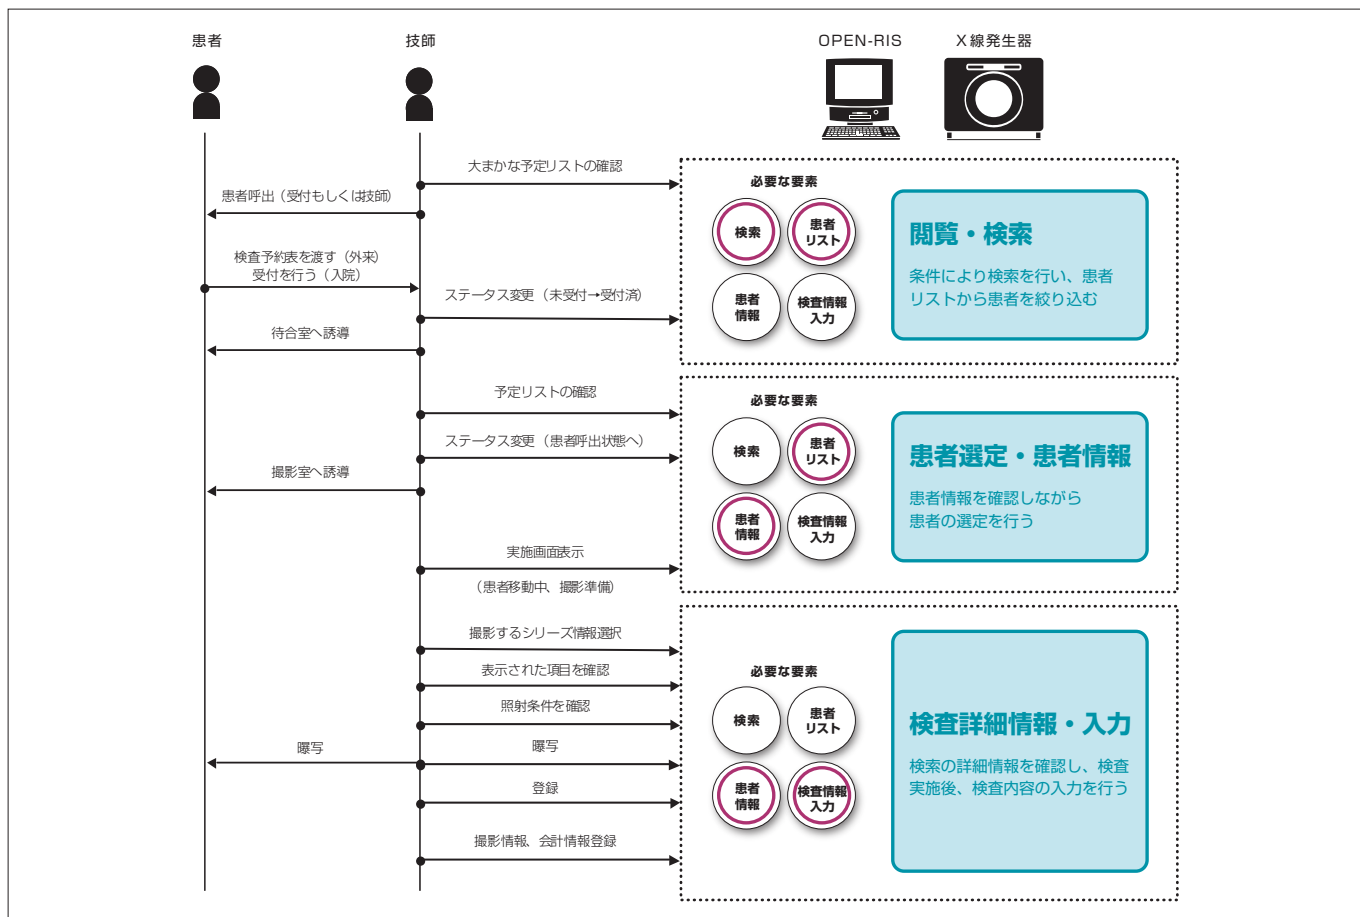 患者
技師
OPEN-RIS
X線発生器
大まかな予定リストの確認
患者呼出（受付もしくは技師）
検査予約表を渡す（外来）
受付を行う（入院）
ステータス変更（未受付→受付済）
待合室へ誘導
必要な要素
検索
患者
リスト
患者
情報
検査情報
入力
閲覧・検索
条件により検索を行い、患者
リストから患者を絞り込む
予定リストの確認
ステータス変更（患者呼出状態へ）
撮影室へ誘導
実施画面表示
（患者移動中、撮影準備）
必要な要素
検索
患者
リスト
患者
情報
検査情報
入力
患者選定・患者情報
患者情報を確認しながら
患者の選定を行う
撮影するシリーズ情報選択
表示された項目を確認
照射条件を確認
曝写
曝写
登録
撮影情報、会計情報登録
必要な要素
検索
患者
リスト
患者
情報
検査情報
入力
検査詳細情報・入力
検索の詳細情報を確認し、検査
実施後、検査内容の入力を行う